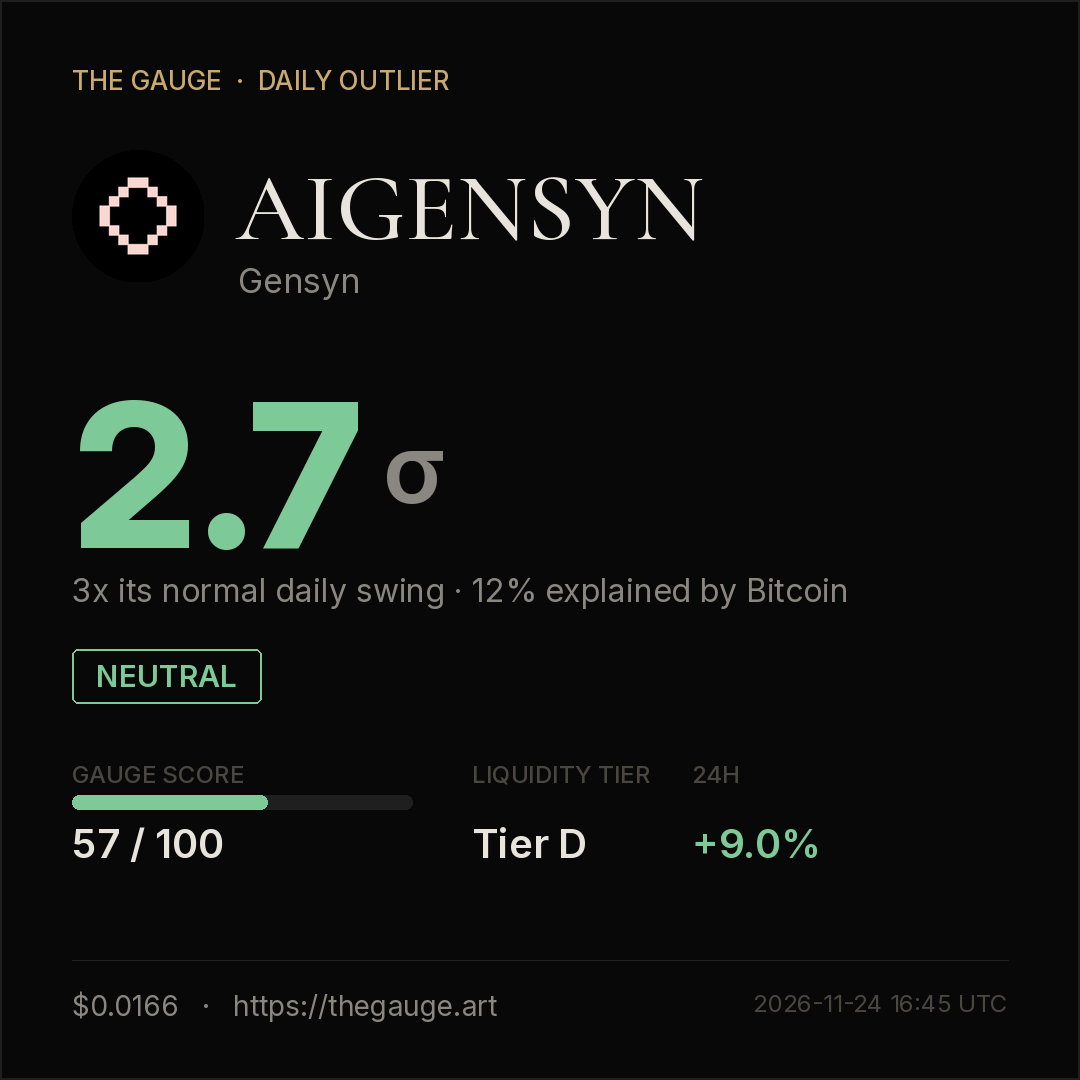 THE GAUGE · DAILY OUTLIER
AIGENSYN
Gensyn
2.7 σ
3x its normal daily swing · 12% explained by Bitcoin
NEUTRAL
GAUGE SCORE LIQUIDITY TIER 24H
57 / 100 Tier D +9.0%
$0.0166 · https://thegauge.art 2026-11-24 16:45 UTC